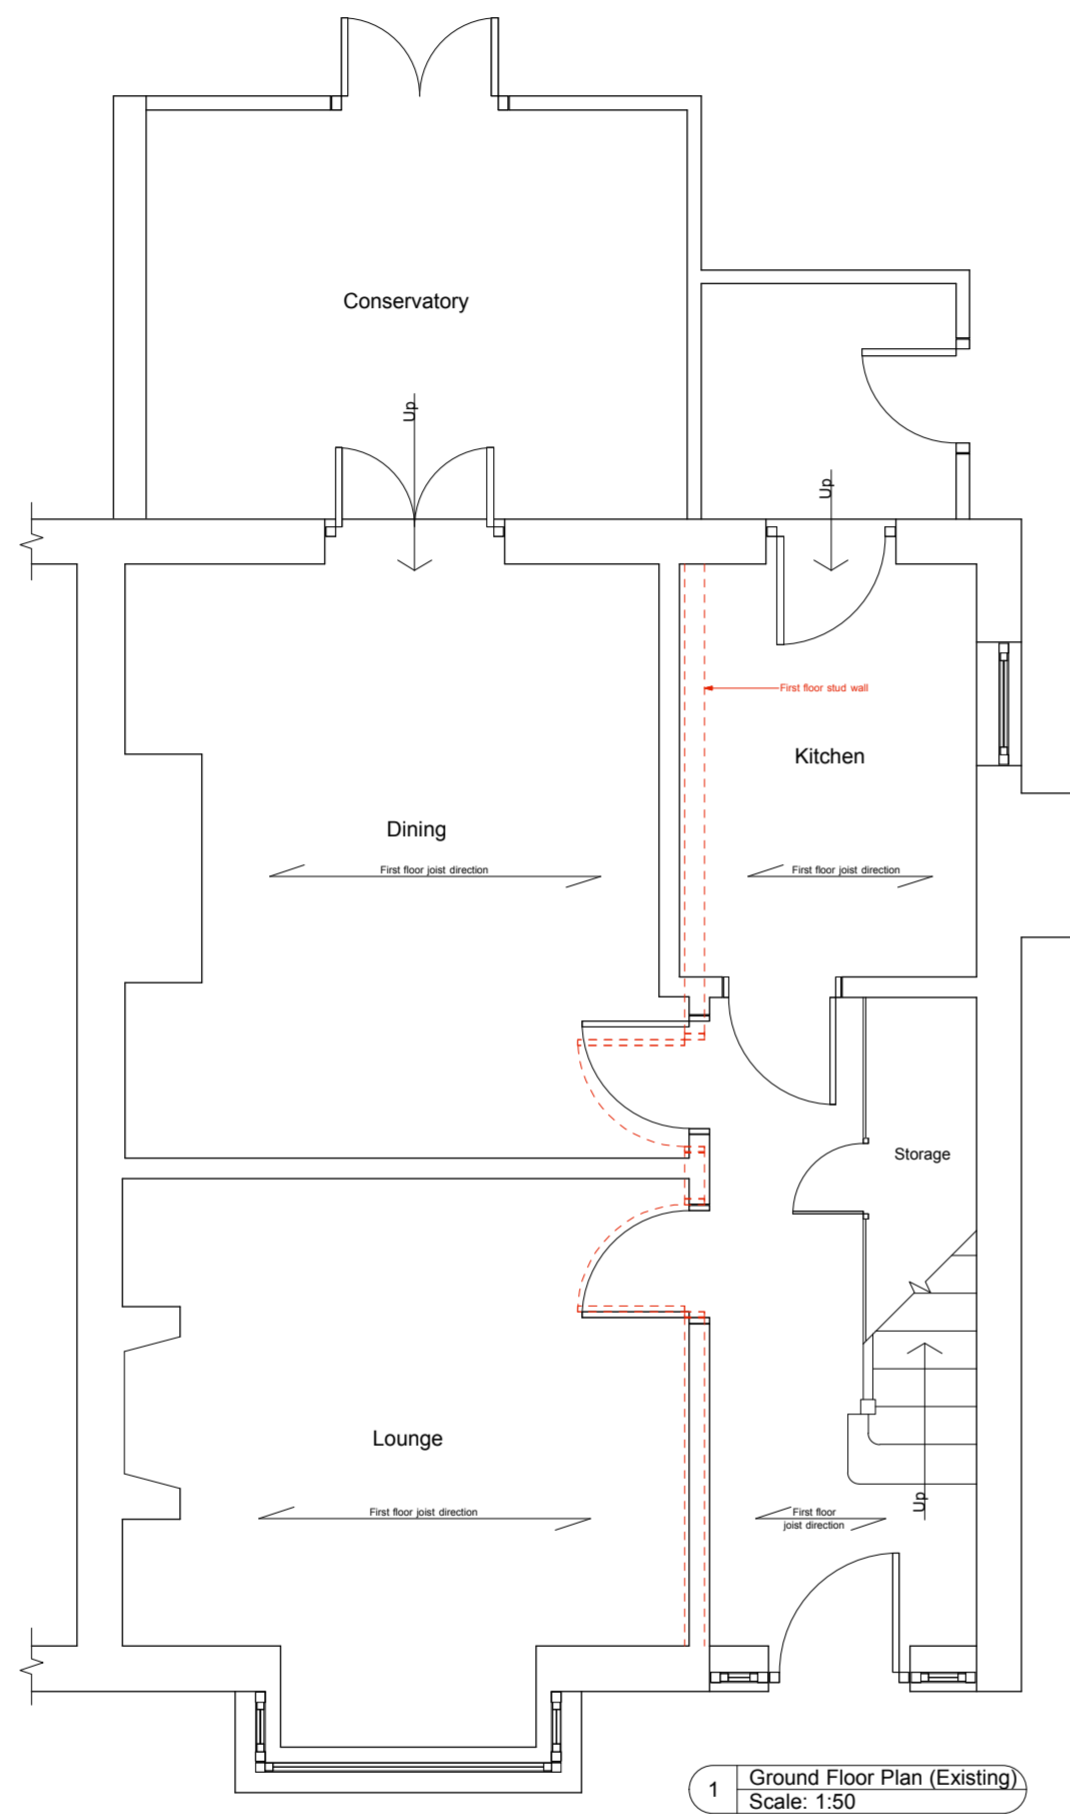 Conservatory
Up
Up
First floor stud wall
Kitchen
Dining
First floor joist direction
First floor joist direction
Storage
Lounge
First floor joist direction
First floor
joist direction
Up
1
Ground Floor Plan (Existing)
Scale: 1:50